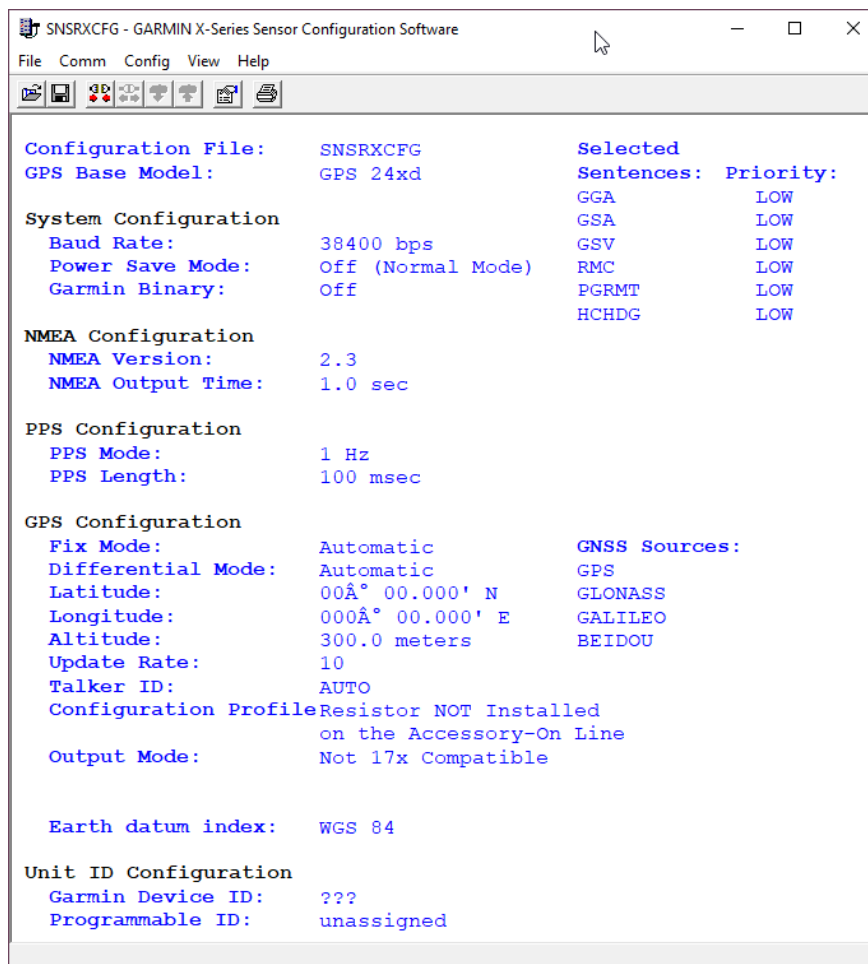 SNSRXCFG - GARMIN X-Series Sensor Configuration Software
File Comm Config View Help
Configuration File: SNSRXCFG Selected
GPS Base Model: GPS 24xd Sentences: Priority:
GGA LOW
System Configuration GSA LOW
Baud Rate: 38400 bps GSV LOW
Power Save Mode: Off (Normal Mode) RMC LOW
Garmin Binary: Off PGRMT LOW
HCHDG LOW
NMEA Configuration
NMEA Version: 2.3
NMEA Output Time: 1.0 sec
PPS Configuration
PPS Mode: 1 Hz
PPS Length: 100 msec
GPS Configuration
Fix Mode: Automatic GNSS Sources:
Differential Mode: Automatic GPS
Latitude: 00Â° 00.000' N GLONASS
Longitude: 000Â° 00.000' E GALILEO
Altitude: 300.0 meters BEIDOU
Update Rate: 10
Talker ID: AUTO
Configuration Profile Resistor NOT Installed
on the Accessory-On Line
Output Mode: Not 17x Compatible
Earth datum index: WGS 84
Unit ID Configuration
Garmin Device ID: ???
Programmable ID: unassigned